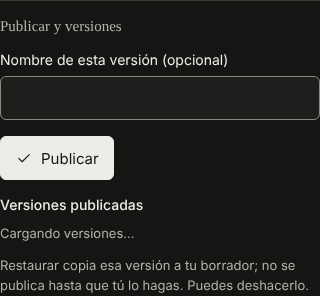 Publicar y versiones
Nombre de esta versión (opcional)
Publicar
Versiones publicadas
Cargando versiones...
Restaurar copia esa versión a tu borrador; no se
publica hasta que tú lo hagas. Puedes deshacerlo.